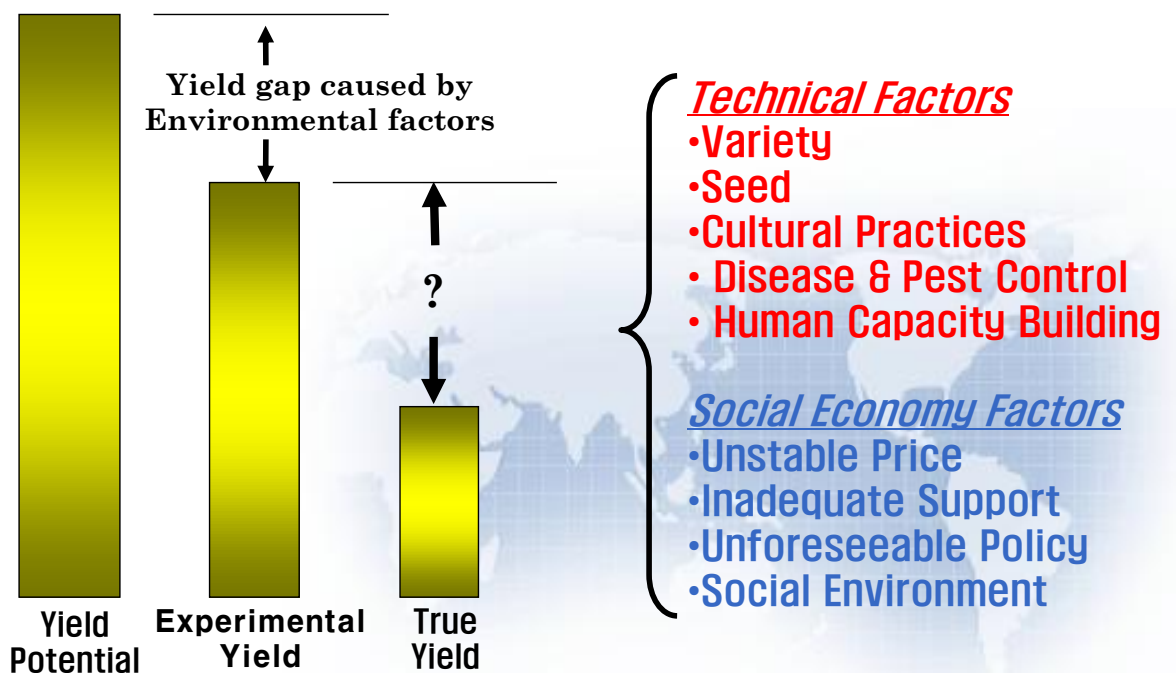 Yield gap caused by
Environmental factors
?
Yield
Potential
Experimental
Yield
True
Yield
Technical Factors
•Variety
•Seed
•Cultural Practices
• Disease & Pest Control
• Human Capacity Building
Social Economy Factors
•Unstable Price
•Inadequate Support
•Unforeseeable Policy
•Social Environment